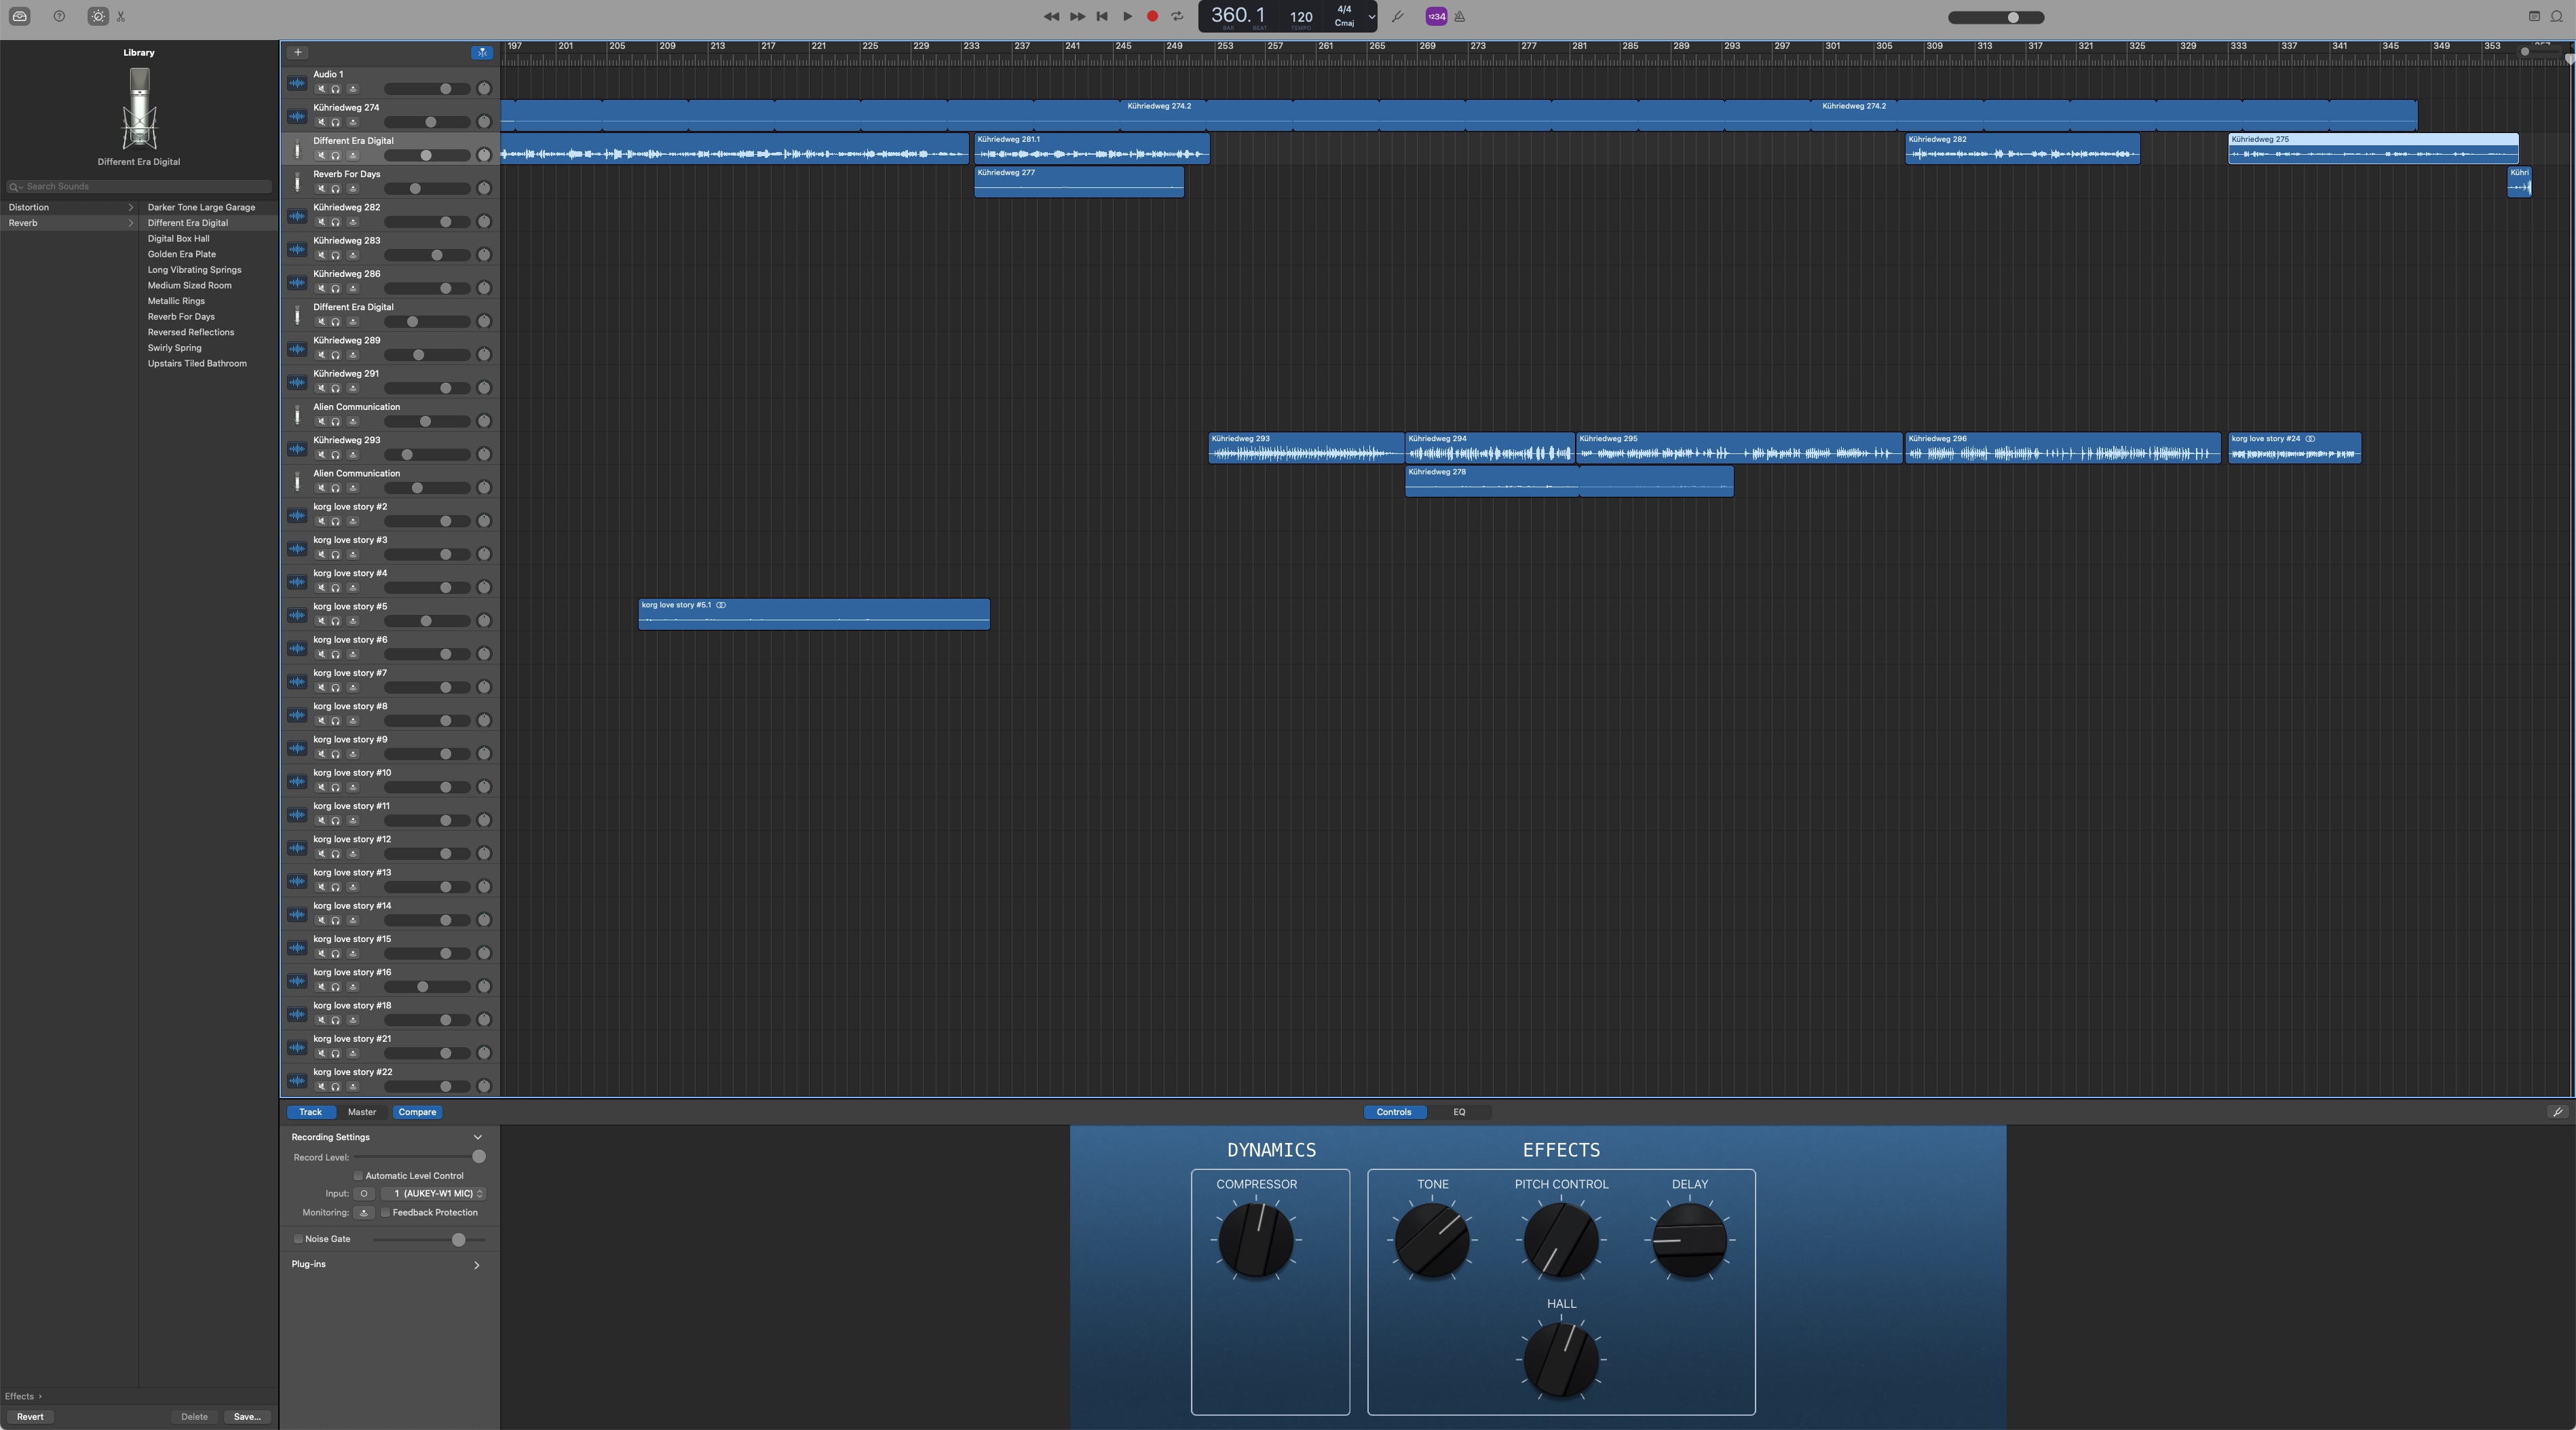 360. 1
120
4/4
Cmaj
BAR
BEAT
TEMPO
1234
Library
Different Era Digital
Search Sounds
Distortion
Reverb
Darker Tone Large Garage
Different Era Digital
Digital Box Hall
Golden Era Plate
Long Vibrating Springs
Medium Sized Room
Metallic Rings
Reverb For Days
Reversed Reflections
Swirly Spring
Upstairs Tiled Bathroom
Effects
Revert
Delete
Save...
197 201 205 209 213 217 221 225 229 233 237 241 245 249 253 257 261 265 269 273 277 281 285 289 293 297 301 305 309 313 317 321 325 329 333 337 341 345 349 353
Audio 1
Kühriedweg 274
Kühriedweg 274.2
Kühriedweg 274.2
Different Era Digital
Kühriedweg 281.1
Kühriedweg 282
Kühriedweg 275
Reverb For Days
Kühriedweg 277
Kühri
Kühriedweg 282
Kühriedweg 283
Kühriedweg 286
Different Era Digital
Kühriedweg 289
Kühriedweg 291
Alien Communication
Kühriedweg 293
Kühriedweg 293
Kühriedweg 294
Kühriedweg 295
Kühriedweg 296
korg love story #24
Alien Communication
Kühriedweg 278
korg love story #2
korg love story #3
korg love story #4
korg love story #5
korg love story #5.1
korg love story #6
korg love story #7
korg love story #8
korg love story #9
korg love story #10
korg love story #11
korg love story #12
korg love story #13
korg love story #14
korg love story #15
korg love story #16
korg love story #18
korg love story #21
korg love story #22
Track
Master
Compare
Controls
EQ
Recording Settings
Record Level:
Automatic Level Control
Input:
1 (AUKEY-W1 MIC)
Monitoring:
Feedback Protection
Noise Gate
Plug-ins
DYNAMICS
COMPRESSOR
EFFECTS
TONE
PITCH CONTROL
DELAY
HALL